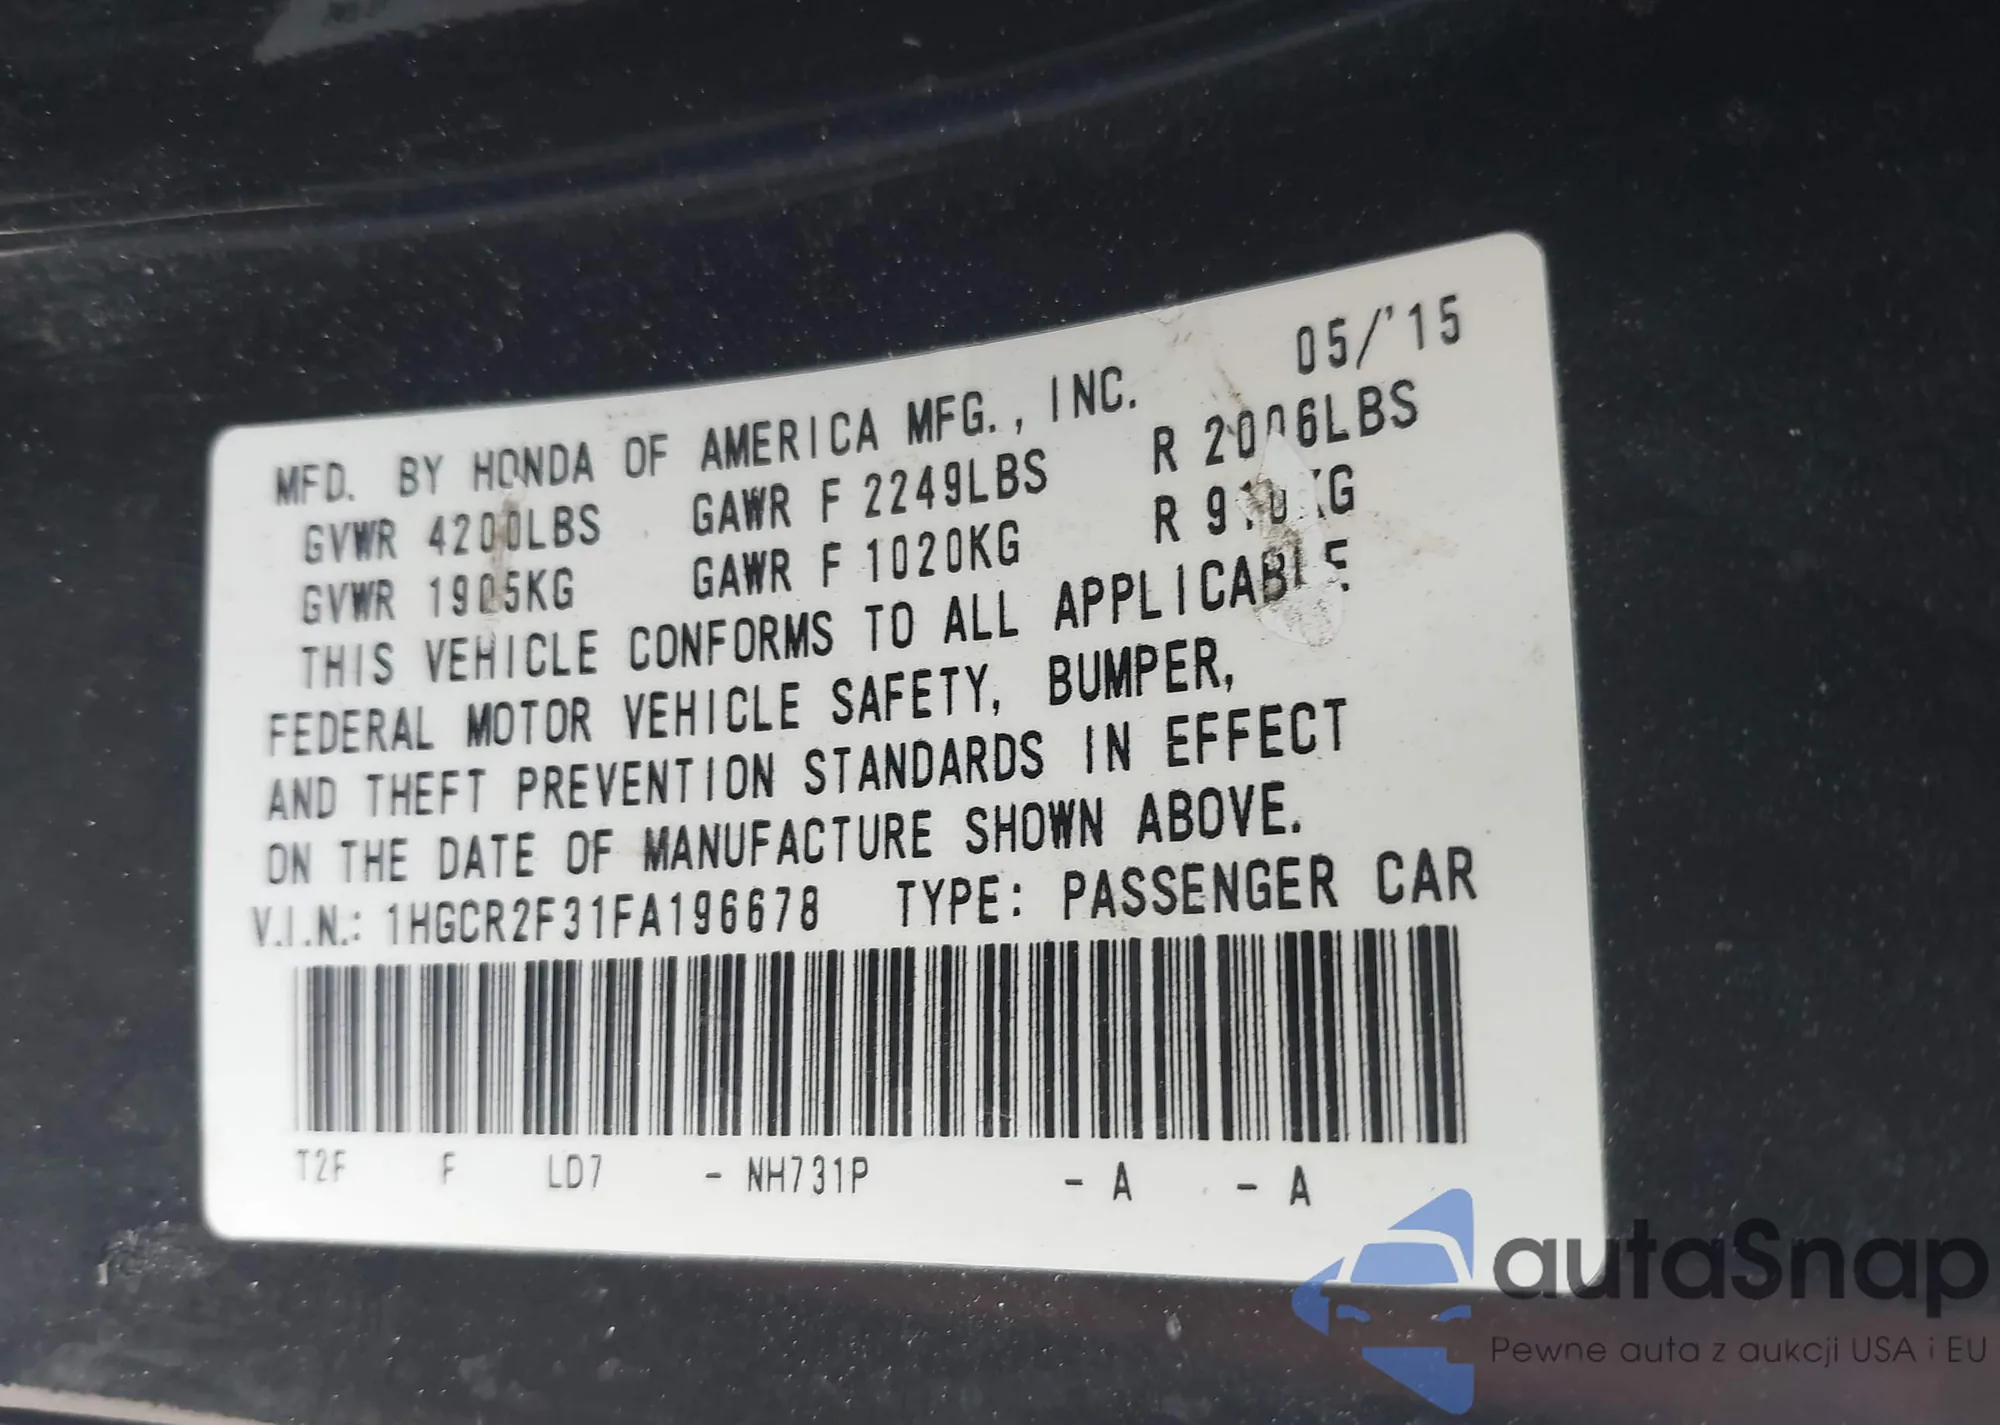 05/'15
MFD. BY HONDA OF AMERICA MFG., INC.
GVWR 4200LBS GAWR F 2249LBS R 2006LBS
GVWR 1905KG GAWR F 1020KG R 910KG
THIS VEHICLE CONFORMS TO ALL APPLICABLE
FEDERAL MOTOR VEHICLE SAFETY, BUMPER,
AND THEFT PREVENTION STANDARDS IN EFFECT
ON THE DATE OF MANUFACTURE SHOWN ABOVE.
V.I.N.: 1HGCR2F31FA196678 TYPE: PASSENGER CAR
T2F F LD7 - NH731P - A - A
autaSnap
Pewne auta z aukcji USA i EU